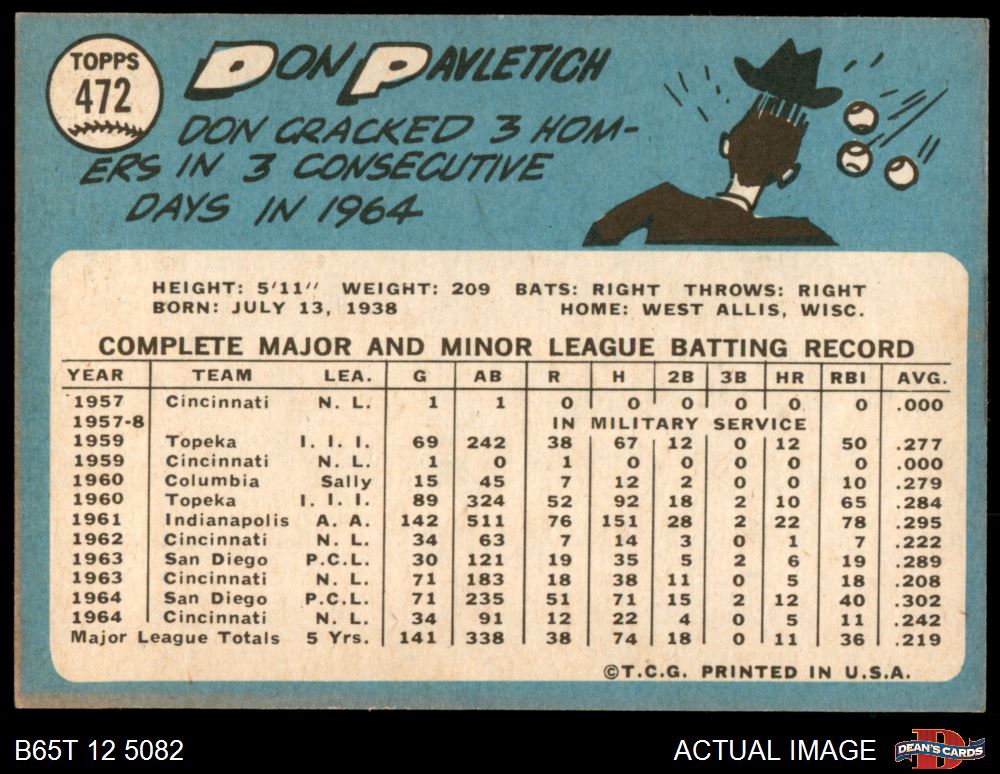 TOPPS
472
DON PAVLETICH
DON CRACKED 3 HOM-
ERS IN 3 CONSECUTIVE
DAYS IN 1964
HEIGHT: 5'11" WEIGHT: 209 BATS: RIGHT THROWS: RIGHT
BORN: JULY 13, 1938 HOME: WEST ALLIS, WISC.
COMPLETE MAJOR AND MINOR LEAGUE BATTING RECORD
YEAR TEAM LEA. G AB R H 2B 3B HR RBI AVG.
1957 Cincinnati N. L. 1 1 0 0 0 0 0 0 .000
1957-8 IN MILITARY SERVICE
1959 Topeka I. I. I. 69 242 38 67 12 0 12 50 .277
1959 Cincinnati N. L. 1 0 1 0 0 0 0 0 .000
1960 Columbia Sally 15 45 7 12 2 0 0 10 .279
1960 Topeka I. I. I. 89 324 52 92 18 2 10 65 .284
1961 Indianapolis A. A. 142 511 76 151 28 2 22 78 .295
1962 Cincinnati N. L. 34 63 7 14 3 0 1 7 .222
1963 San Diego P.C.L. 30 121 19 35 5 2 6 19 .289
1963 Cincinnati N. L. 71 183 18 38 11 0 5 18 .208
1964 San Diego P.C.L. 71 235 51 71 15 2 12 40 .302
1964 Cincinnati N. L. 34 91 12 22 4 0 5 11 .242
Major League Totals 5 Yrs. 141 338 38 74 18 0 11 36 .219
©T.C.G. PRINTED IN U.S.A.
B65T 12 5082
ACTUAL IMAGE
D
DEAN'S CARDS